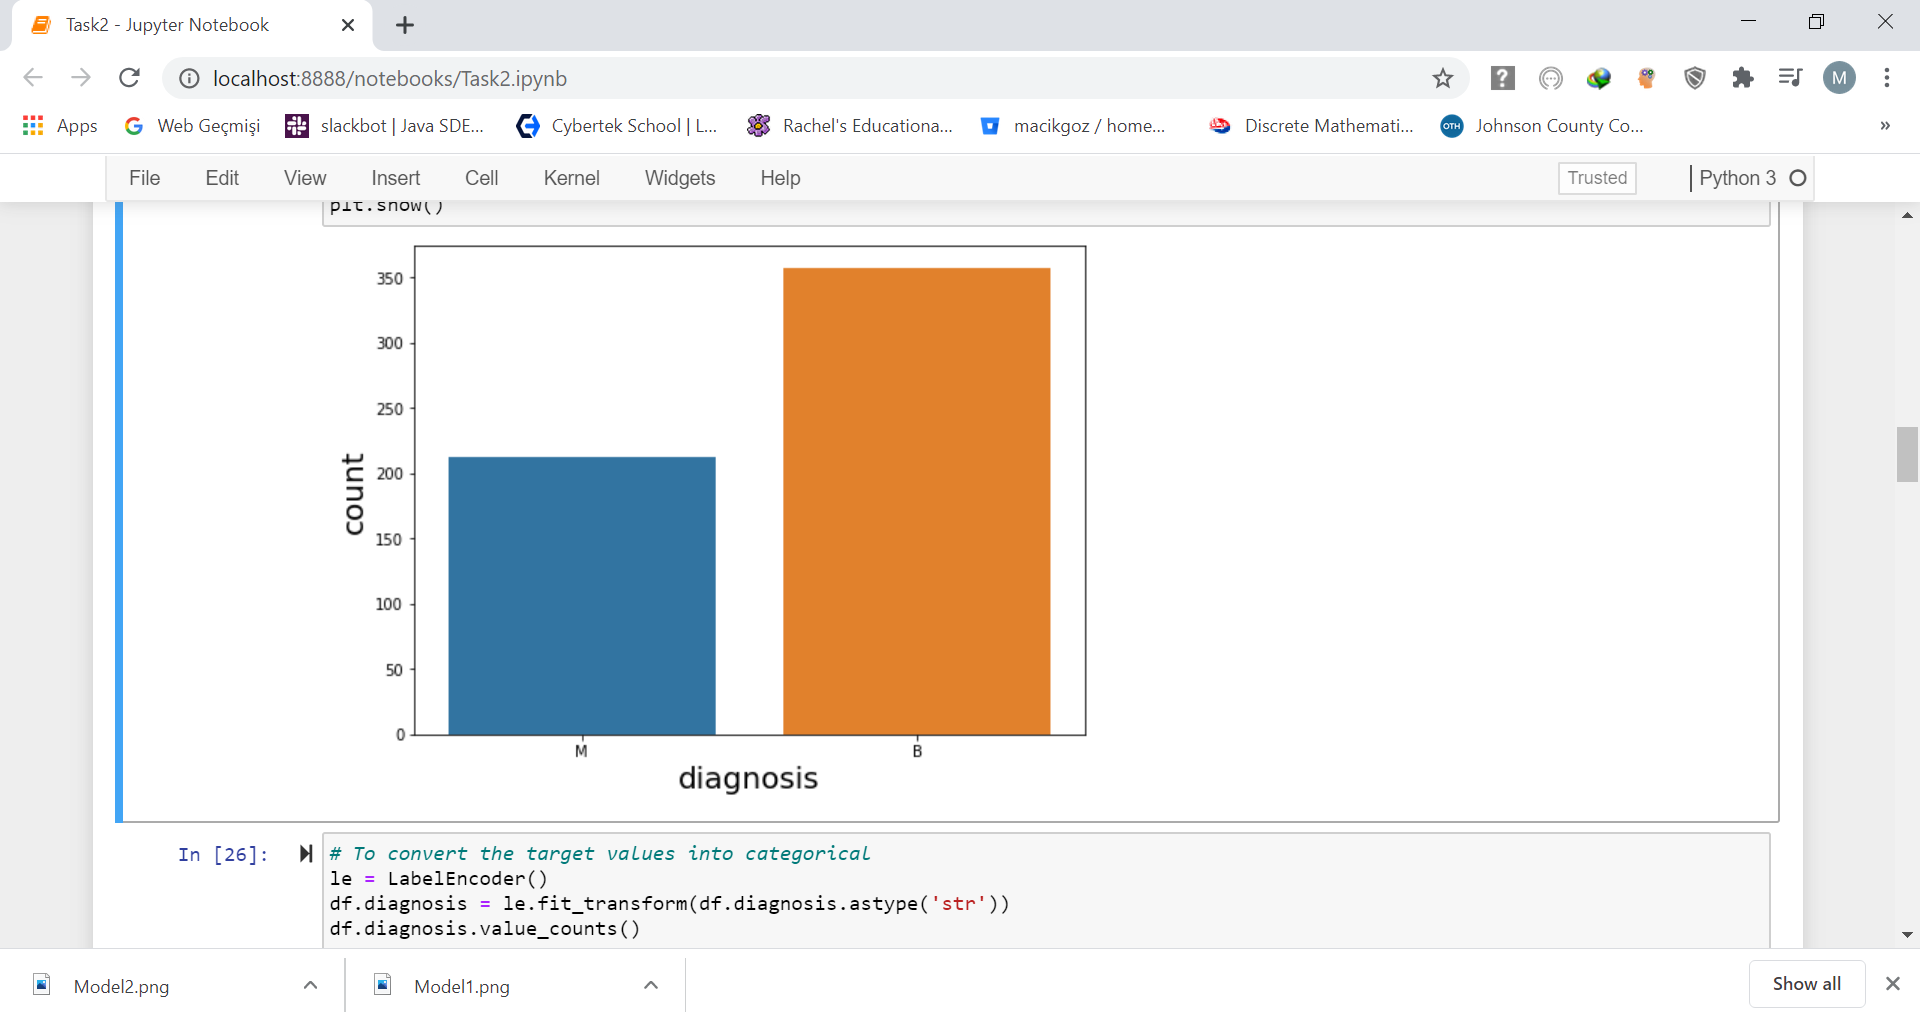 Task2 - Jupyter Notebook
localhost:8888/notebooks/Task2.ipynb
M
Apps
Web Geçmişi
slackbot | Java SDE...
Cybertek School | L...
Rachel's Educationa...
macikgoz / home...
Discrete Mathemati...
OTH
Johnson County Co...
»
File Edit View Insert Cell Kernel Widgets Help
Trusted
Python 3
plt.show()
350
300
250
200
150
100
50
0
count
M B
diagnosis
In [26]:
# To convert the target values into categorical
le = LabelEncoder()
df.diagnosis = le.fit_transform(df.diagnosis.astype('str'))
df.diagnosis.value_counts()
Model2.png
Model1.png
Show all